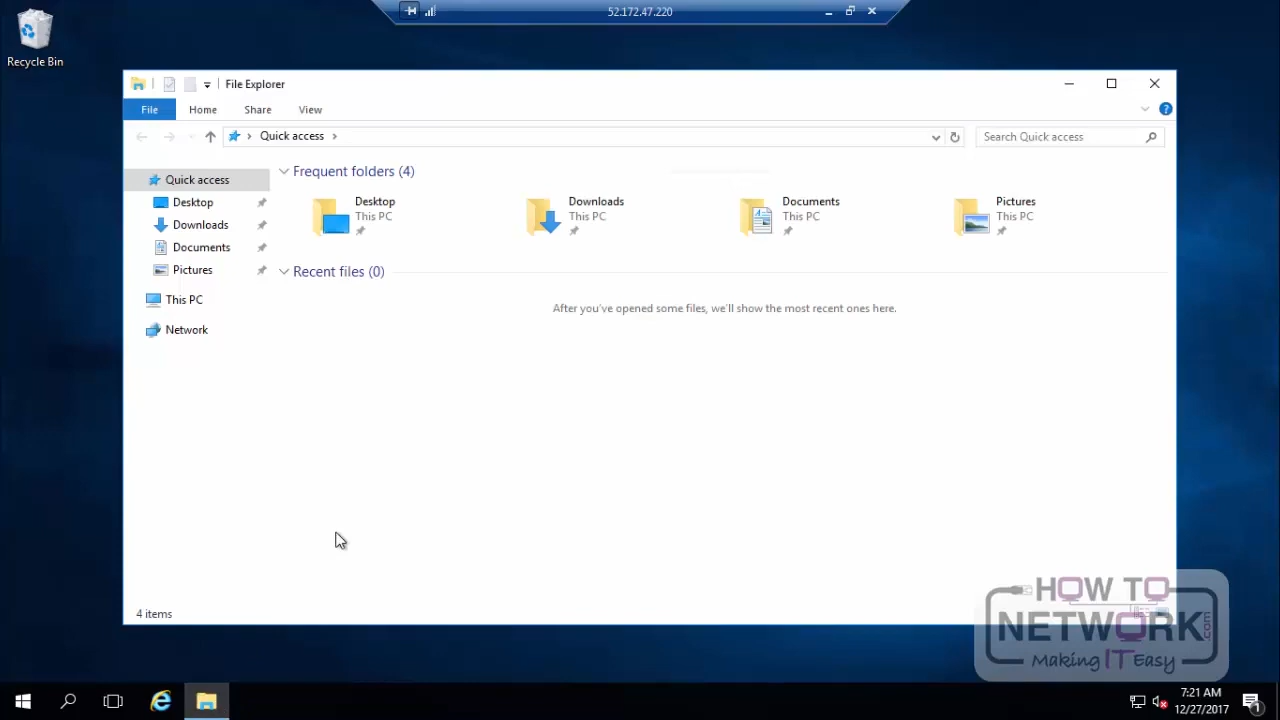 52.172.47.220
Recycle Bin
File Explorer
File
Home
Share
View
Quick access
Search Quick access
Quick access
Desktop
Downloads
Documents
Pictures
This PC
Network
Frequent folders (4)
Desktop
This PC
Downloads
This PC
Documents
This PC
Pictures
This PC
Recent files (0)
After you've opened some files, we'll show the most recent ones here.
4 items
HOW TO
NETWORK.com
Making IT Easy
7:21 AM
12/27/2017
1